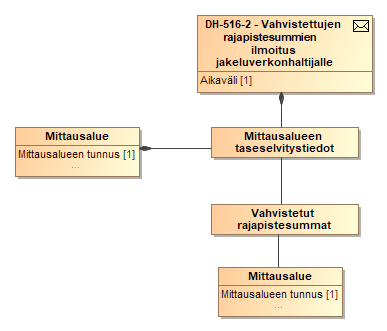 DH-516-2 - Vahvistettujen
rajapistesummien
ilmoitus
jakeluverkonhaltijalle
Aikaväli [1]
Mittausalue
Mittausalueen tunnus [1]
...
Mittausalueen
taseselvitystiedot
Vahvistetut
rajapistesummat
Mittausalue
Mittausalueen tunnus [1]
...